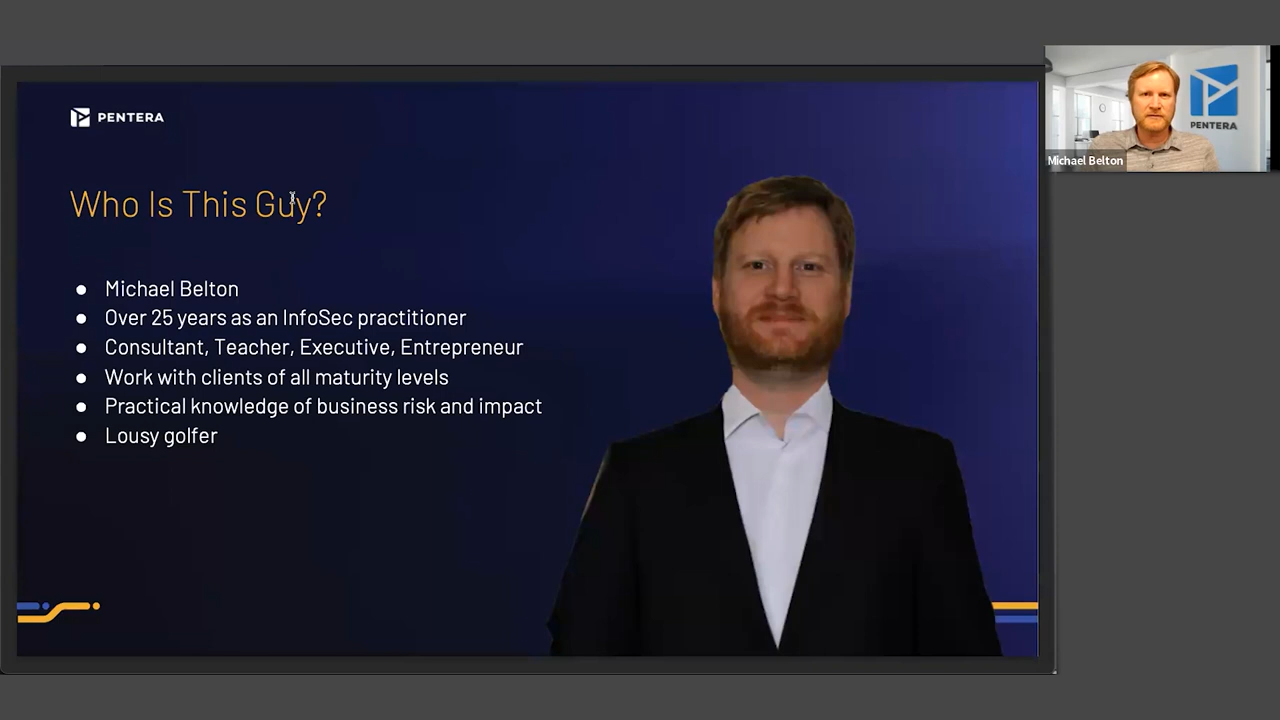 PENTERA
Who Is This Guy?
● Michael Belton
● Over 25 years as an InfoSec practitioner
● Consultant, Teacher, Executive, Entrepreneur
● Work with clients of all maturity levels
● Practical knowledge of business risk and impact
● Lousy golfer
PENTERA
Michael Belton